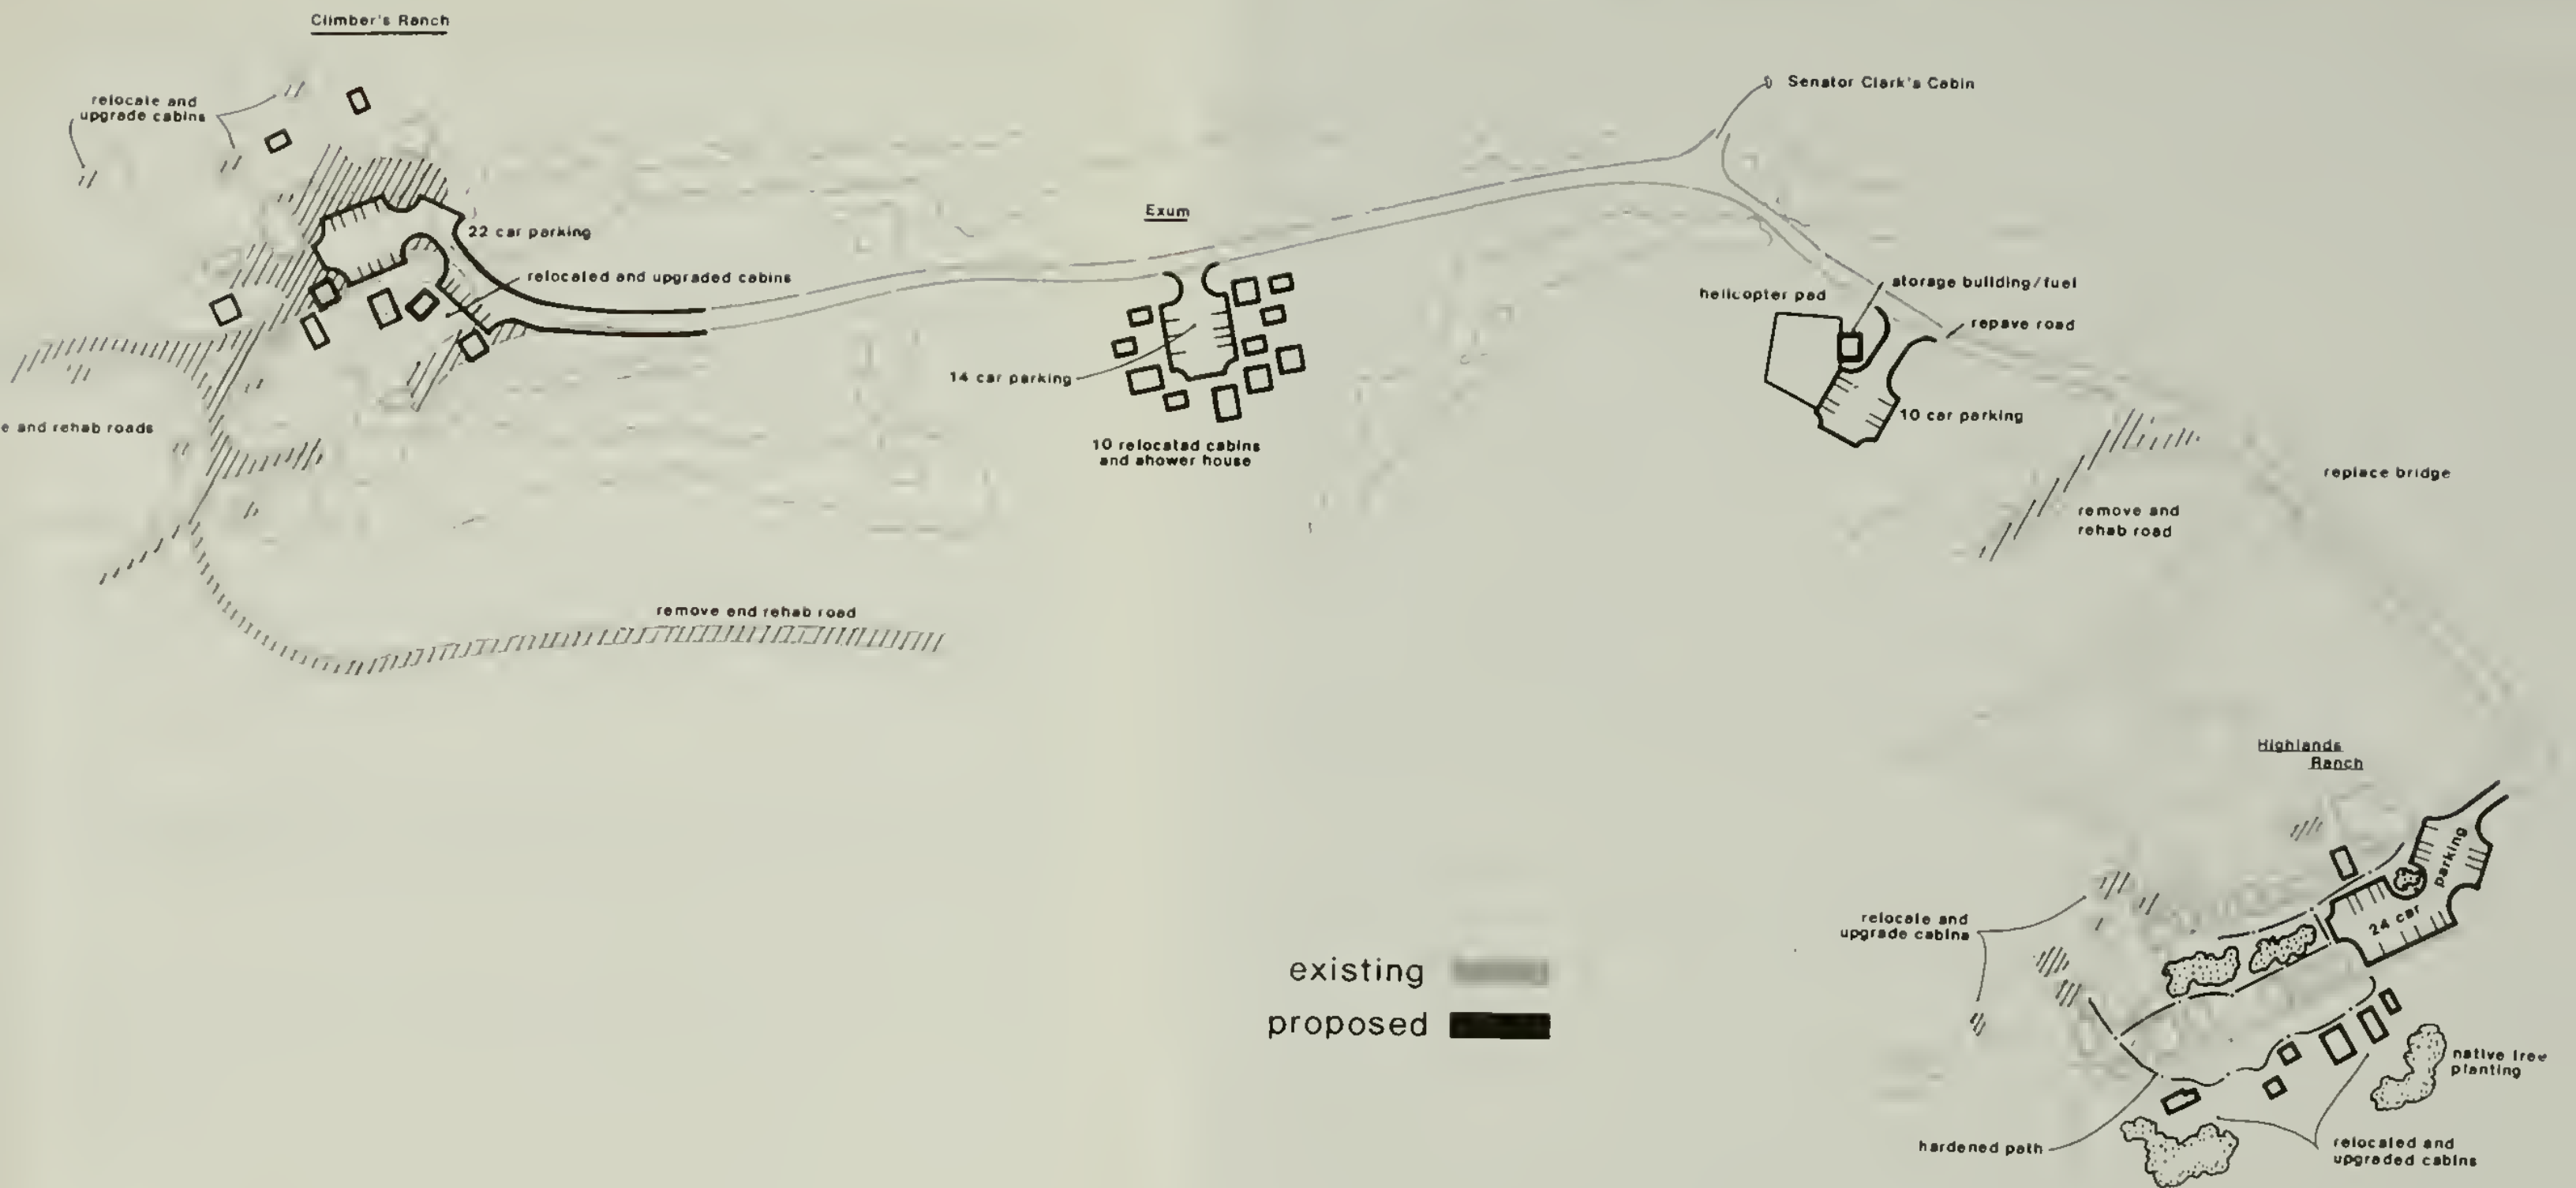 Climber's Ranch
relocate and
upgrade cabins
22 car parking
relocated and upgraded cabins
e and rehab roads
remove and rehab road
Exum
14 car parking
10 relocated cabins
and shower house
Senator Clark's Cabin
helicopter pad
storage building/fuel
repave road
10 car parking
replace bridge
remove and
rehab road
Highlands
Ranch
parking
24 car
relocate and
upgrade cabins
native tree
planting
hardened path
relocated and
upgraded cabins
existing
proposed